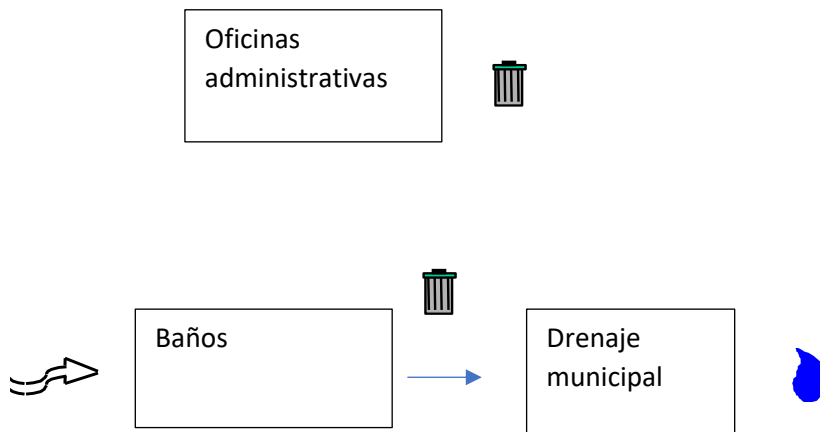 Oficinas
administrativas
Baños
Drenaje
municipal